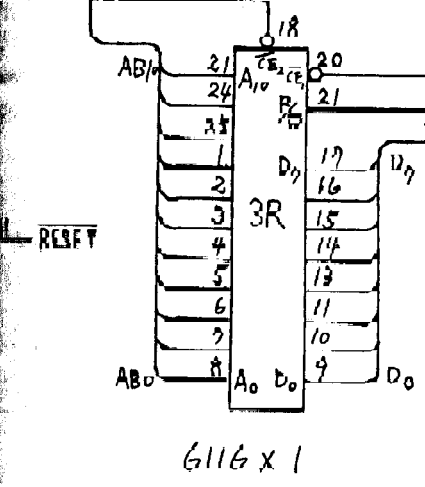 18
AB10 21 A10 CE2 CE1 20
24 R/W 21
1 D7 17 D7
2 16
3 3R 15
RESET 4 14
5 13
6 11
7 10
AB0 8 A0 D0 9 D0
6116 x 1